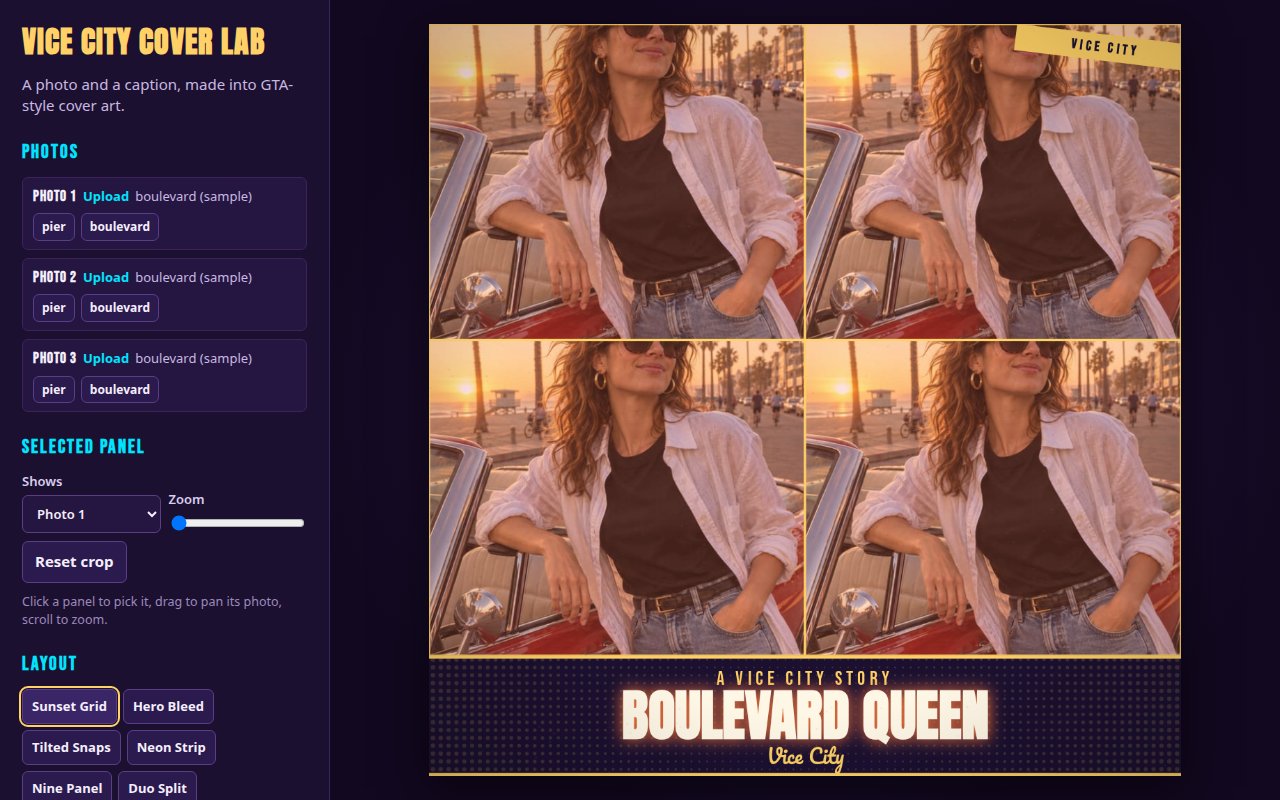 VICE CITY COVER LAB
A photo and a caption, made into GTA-
style cover art.
PHOTOS
PHOTO 1 Upload boulevard (sample)
pier boulevard
PHOTO 2 Upload boulevard (sample)
pier boulevard
PHOTO 3 Upload boulevard (sample)
pier boulevard
SELECTED PANEL
Shows
Zoom
Photo 1
Reset crop
Click a panel to pick it, drag to pan its photo,
scroll to zoom.
LAYOUT
Sunset Grid Hero Bleed
Tilted Snaps Neon Strip
Nine Panel Duo Split
VICE CITY
A VICE CITY STORY
BOULEVARD QUEEN
Vice City